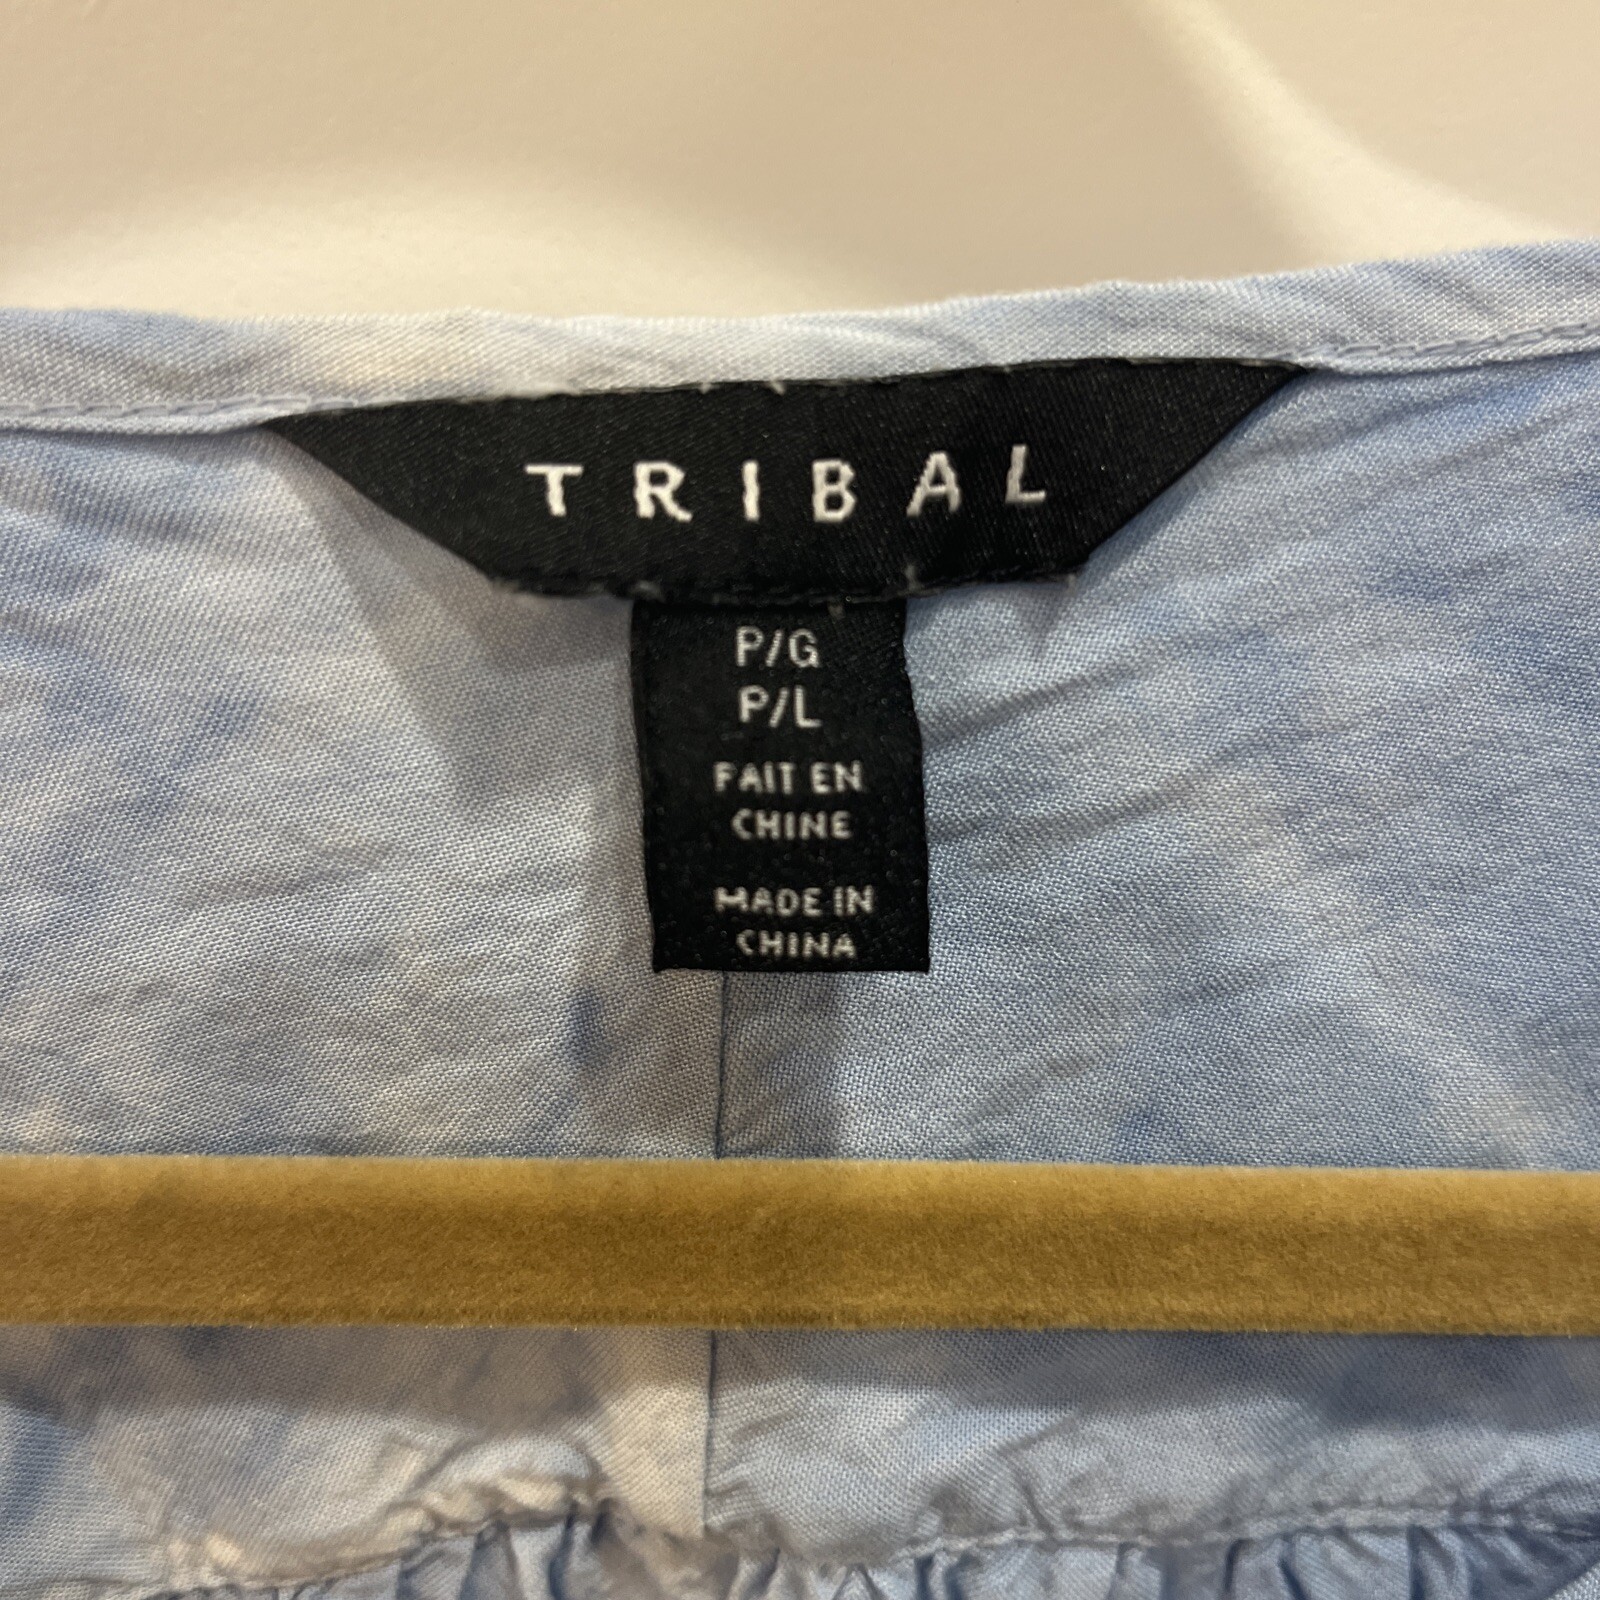 TRIBAL
P/G
P/L
FAIT EN
CHINE
MADE IN
CHINA